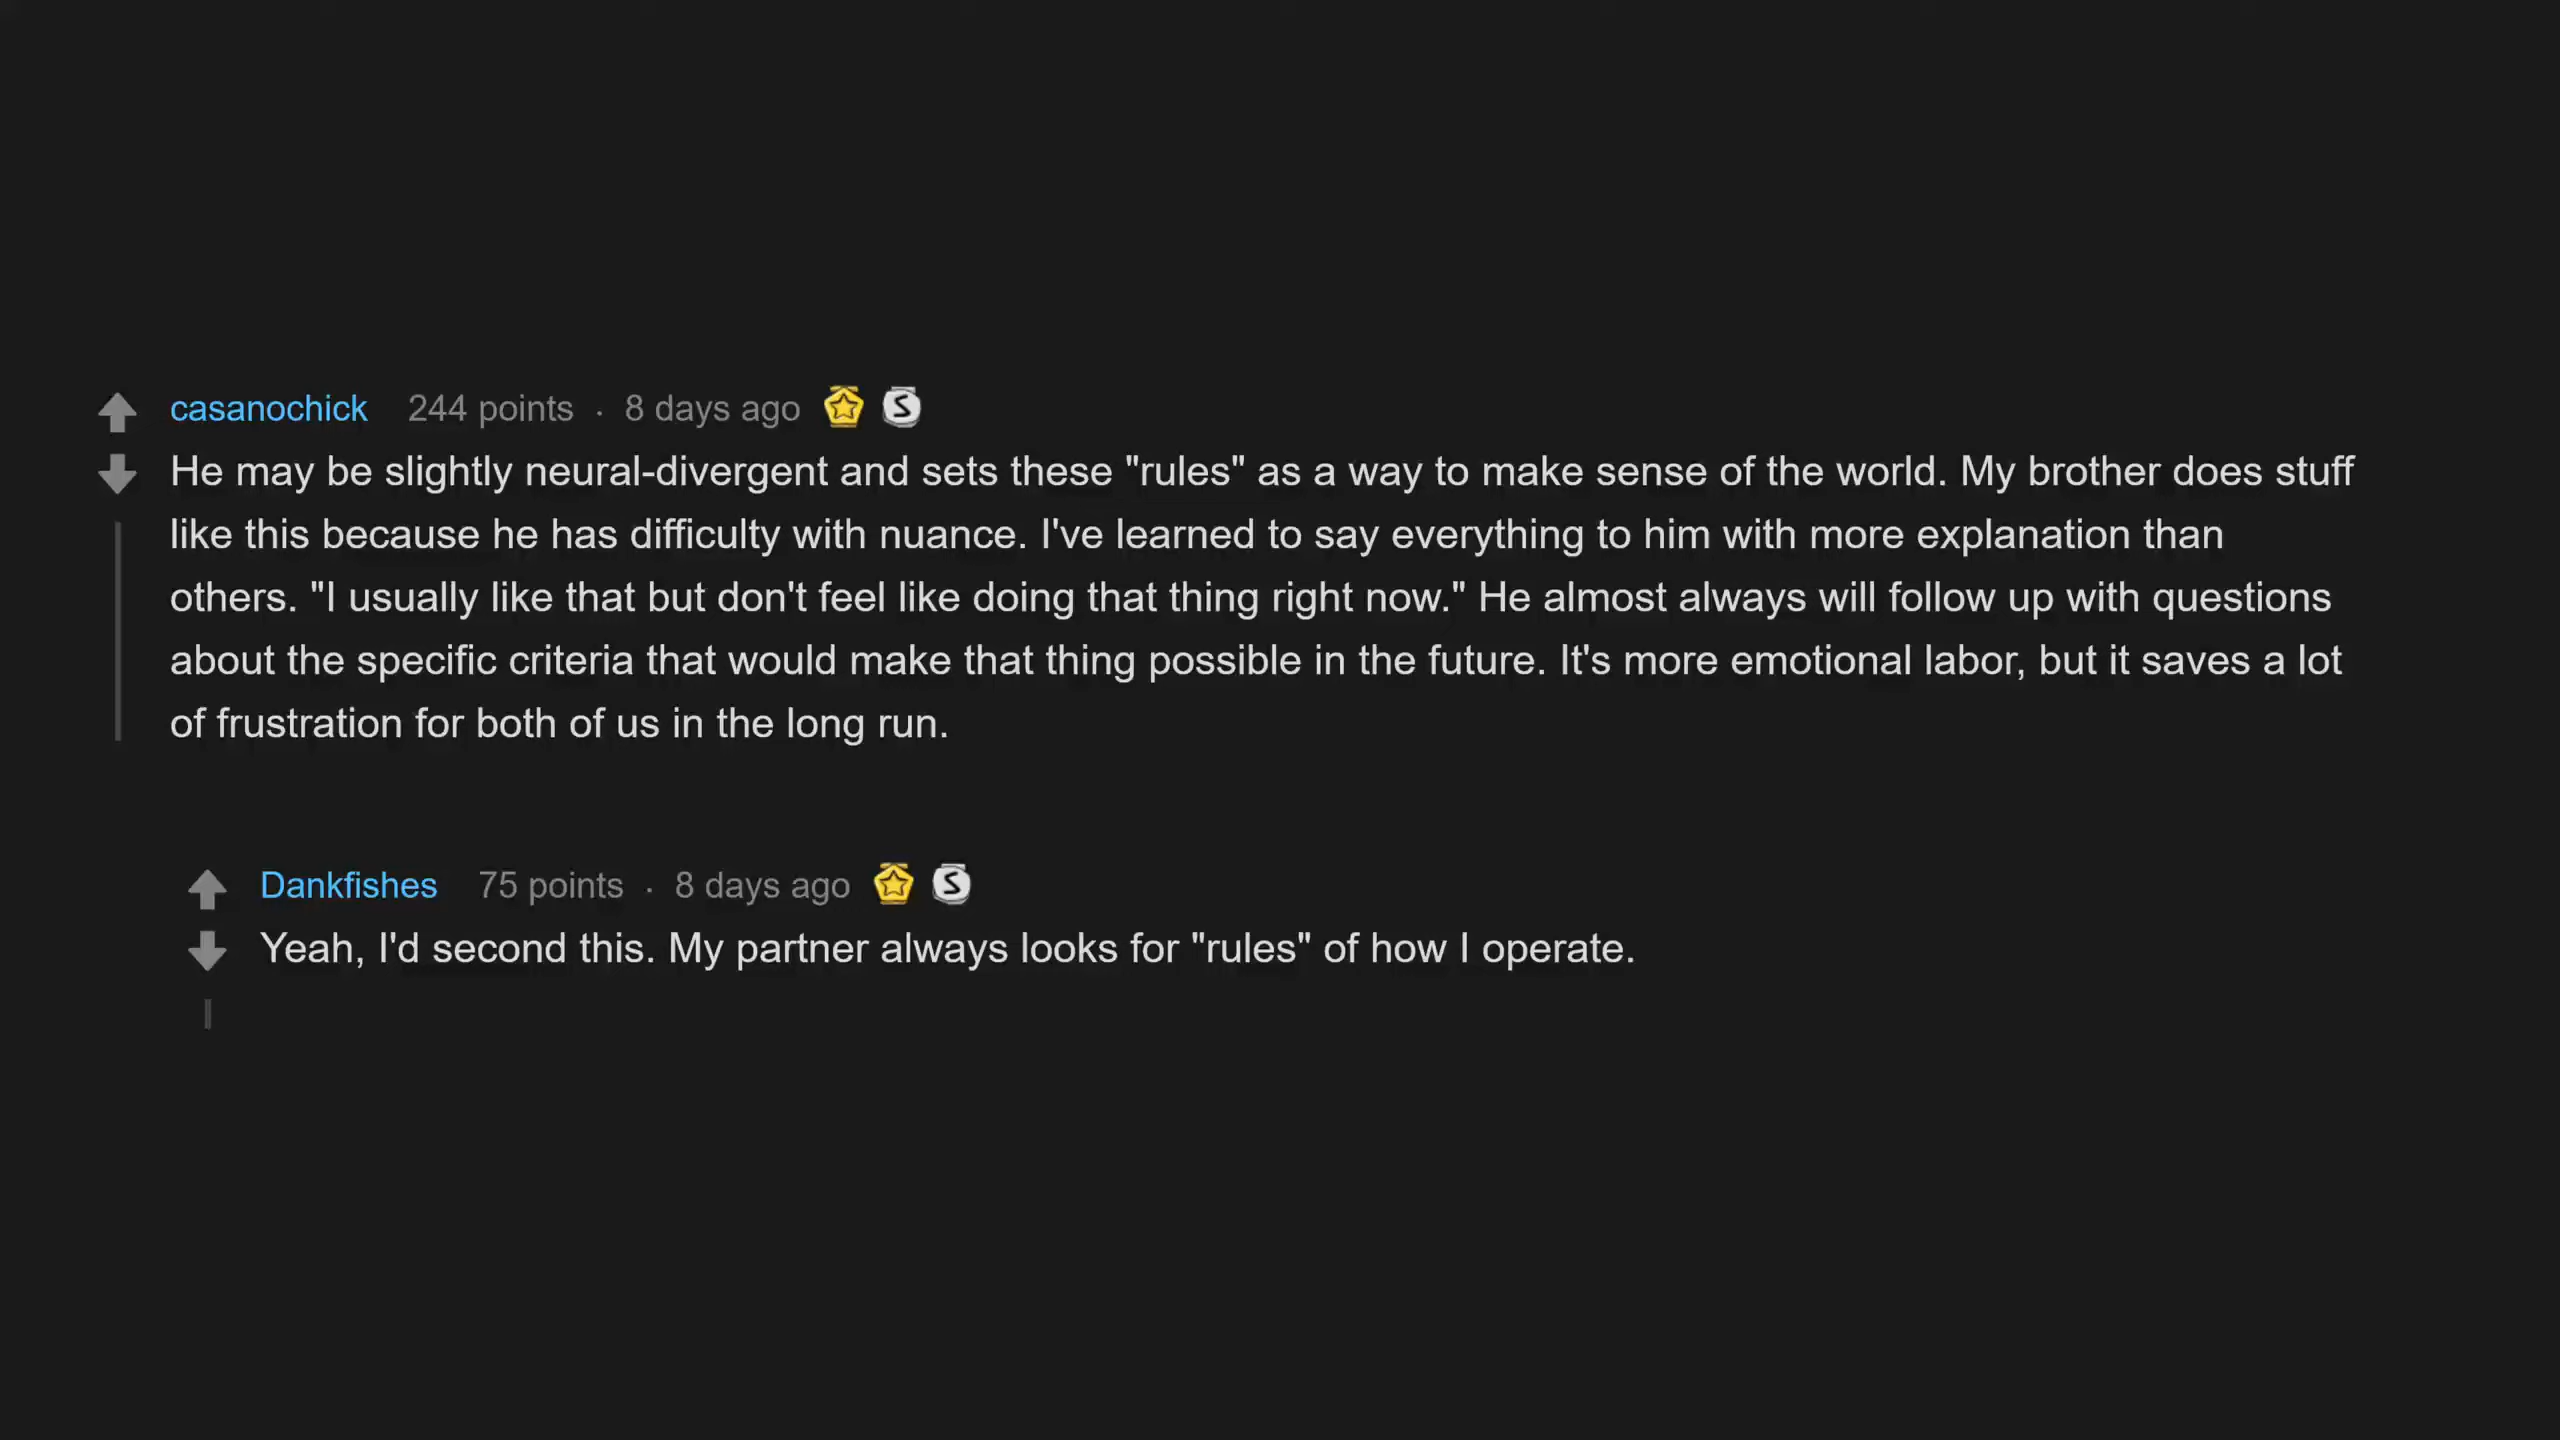 casanochick 244 points · 8 days ago
He may be slightly neural-divergent and sets these "rules" as a way to make sense of the world. My brother does stuff
like this because he has difficulty with nuance. I've learned to say everything to him with more explanation than
others. "I usually like that but don't feel like doing that thing right now." He almost always will follow up with questions
about the specific criteria that would make that thing possible in the future. It's more emotional labor, but it saves a lot
of frustration for both of us in the long run.
Dankfishes 75 points · 8 days ago
Yeah, I'd second this. My partner always looks for "rules" of how I operate.